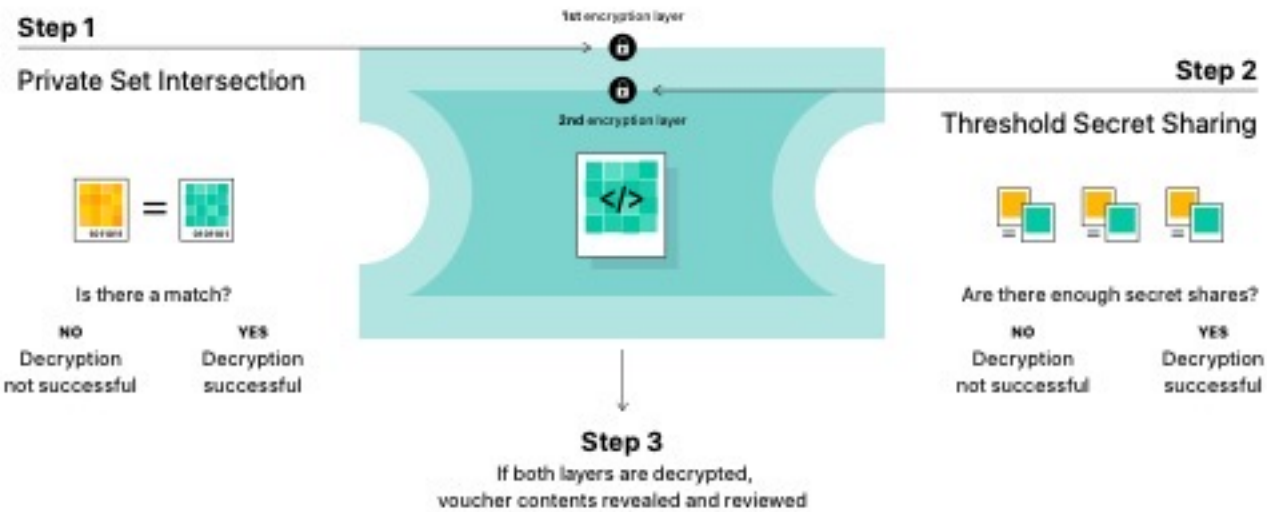 Step 1
Private Set Intersection
1st encryption layer
2nd encryption layer
Step 2
Threshold Secret Sharing
=
</>
Is there a match?
NO
Decryption
not successful
YES
Decryption
successful
Are there enough secret shares?
NO
Decryption
not successful
YES
Decryption
successful
Step 3
If both layers are decrypted,
voucher contents revealed and reviewed